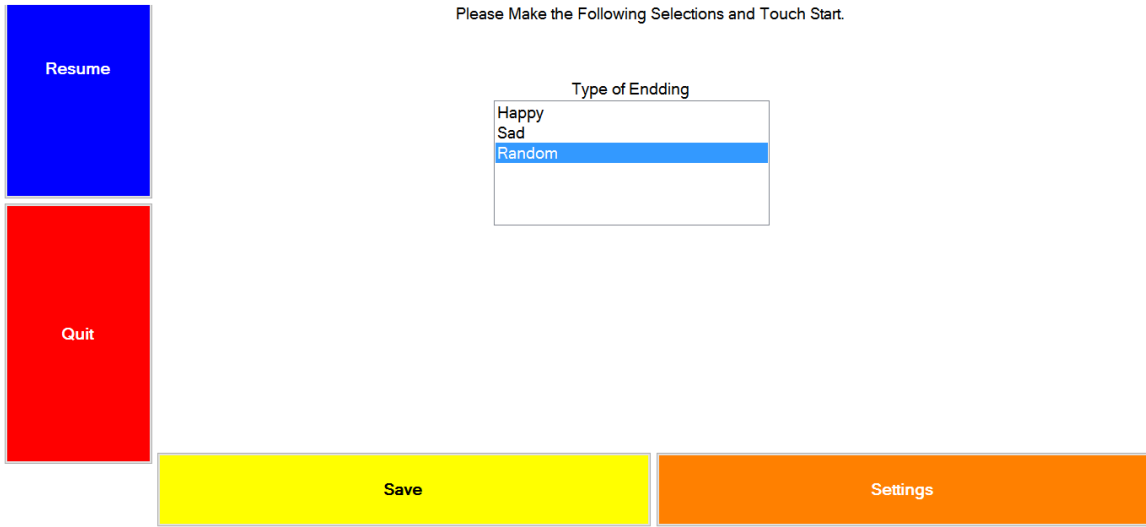 Please Make the Following Selections and Touch Start.
Resume
Type of Endding
Happy
Sad
Random
Quit
Save
Settings